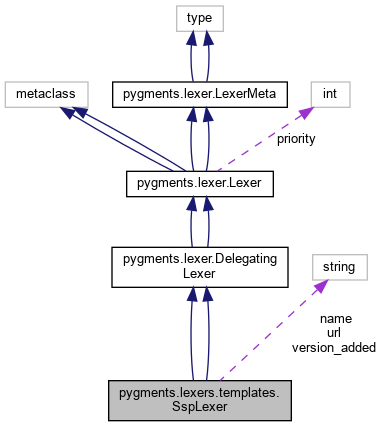 type
metaclass
pygments.lexer.LexerMeta
int
priority
pygments.lexer.Lexer
pygments.lexer.Delegating
Lexer
string
name
url
version_added
pygments.lexers.templates.
SspLexer